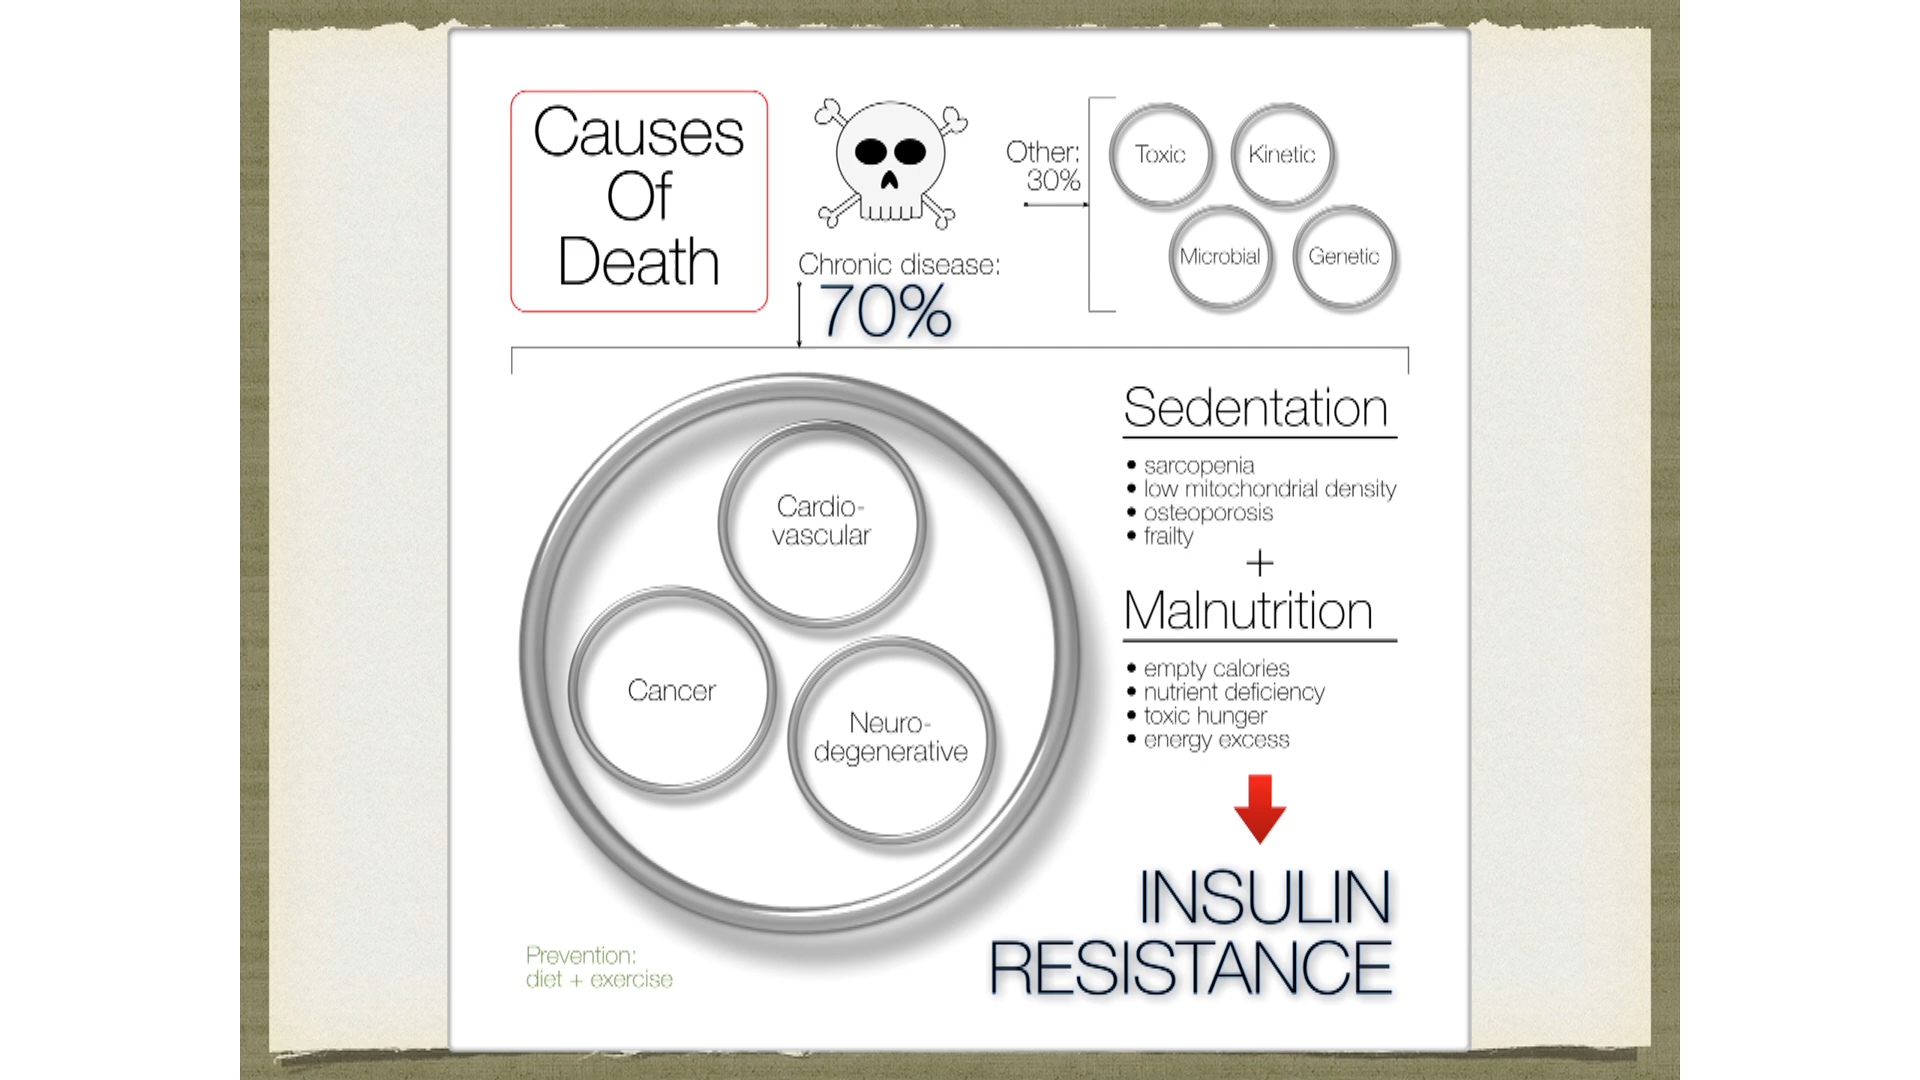 Causes
Of
Death
Chronic disease:
70%
Other:
30%
Toxic
Kinetic
Microbial
Genetic
Cardio-
vascular
Cancer
Neuro-
degenerative
Sedentation
• sarcopenia
• low mitochondrial density
• osteoporosis
• frailty
+
Malnutrition
• empty calories
• nutrient deficiency
• toxic hunger
• energy excess
INSULIN
RESISTANCE
Prevention:
diet + exercise